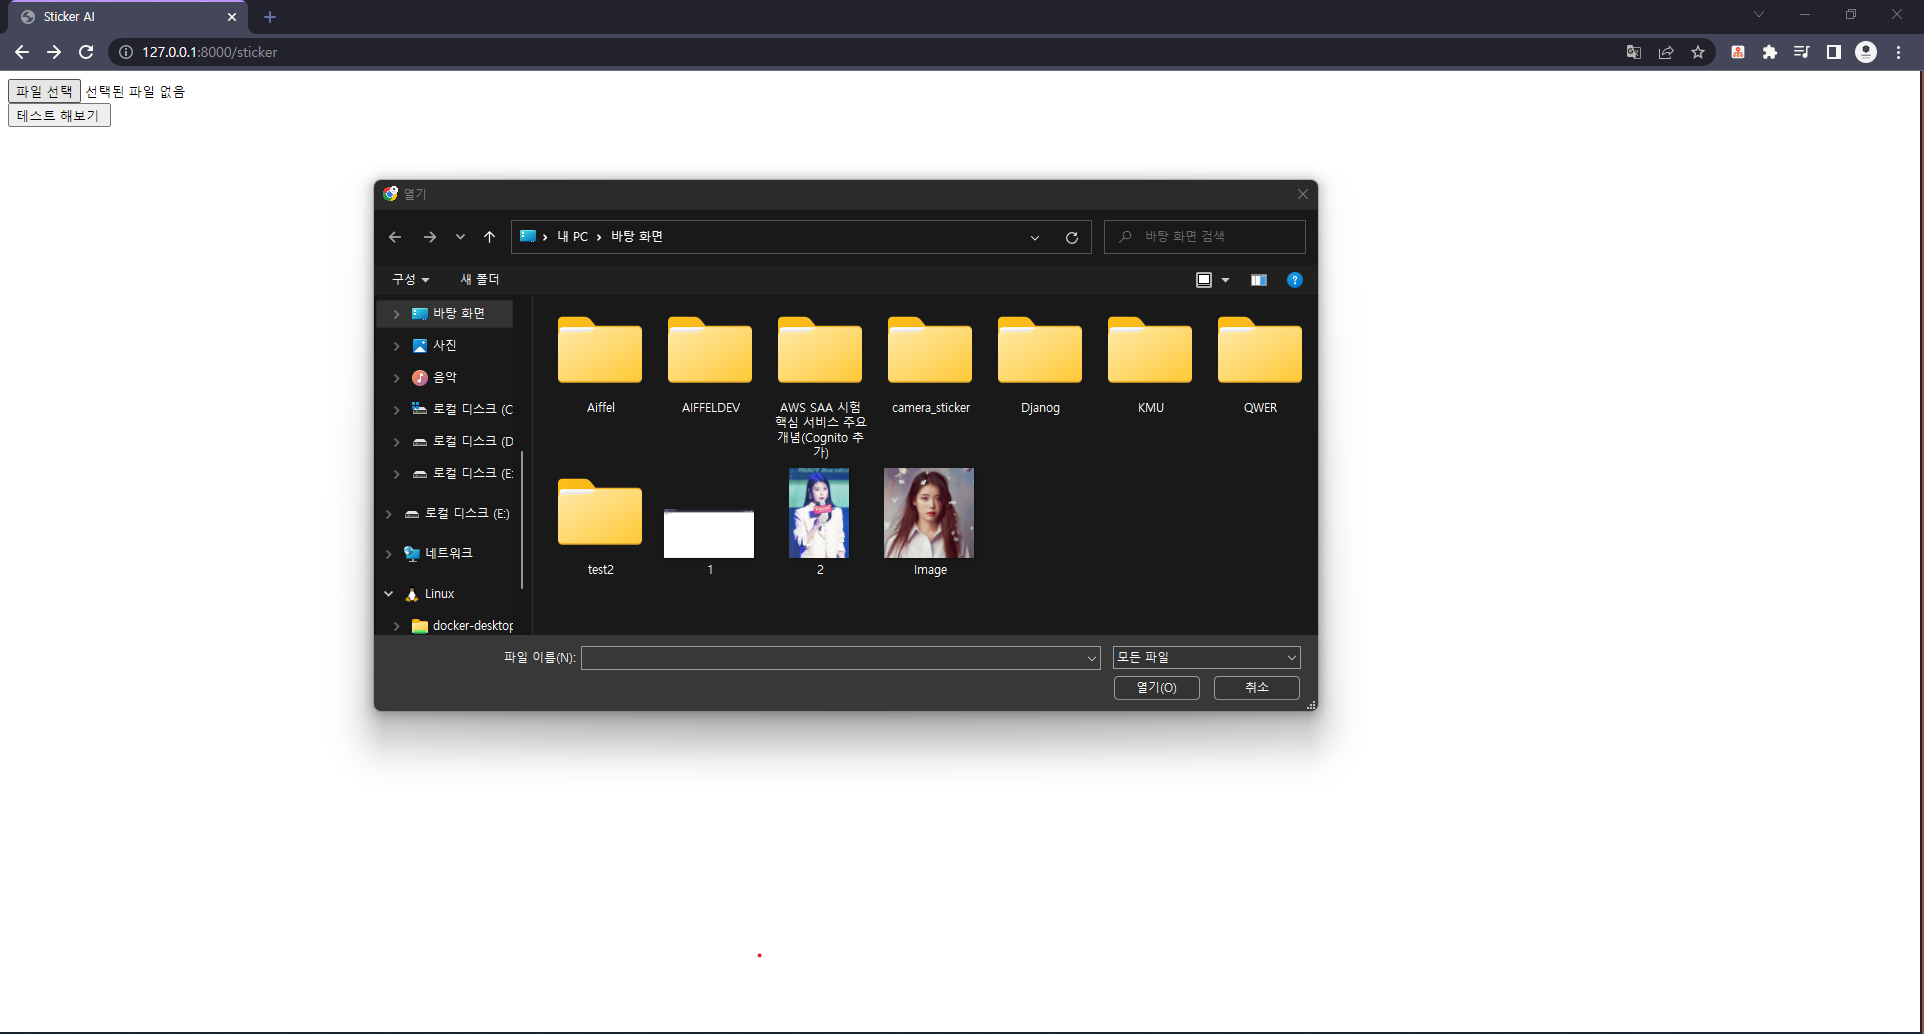 Sticker AI
127.0.0.1:8000/sticker
파일 선택 선택된 파일 없음
테스트 해보기
열기
내 PC
바탕 화면
바탕 화면 검색
구성
새 폴더
바탕 화면
사진
음악
로컬 디스크 (C
로컬 디스크 (D
로컬 디스크 (E:
로컬 디스크 (E:)
네트워크
Linux
docker-desktop
Aiffel
AIFFELDEV
AWS SAA 시험
핵심 서비스 주요
개념(Cognito 추
가)
camera_sticker
Djanog
KMU
QWER
test2
1
2
Image
파일 이름(N):
모든 파일
열기(O)
취소